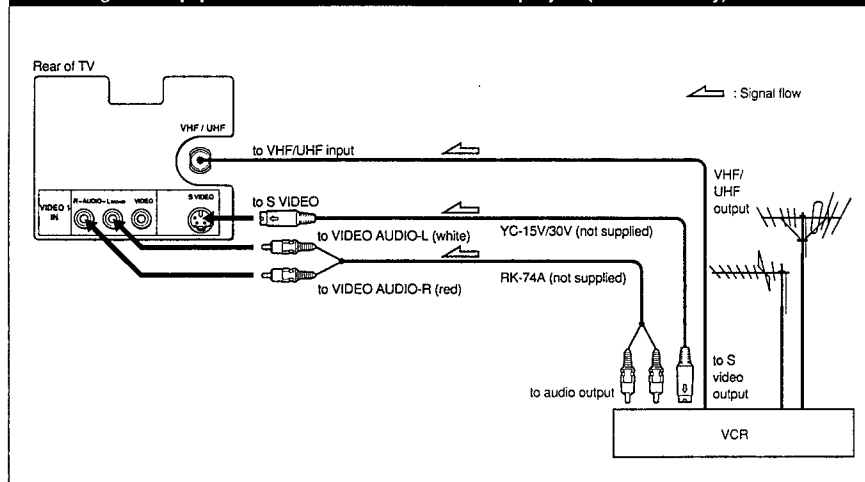 Rear of TV
: Signal flow
VHF / UHF
to VHF/UHF input
VHF/
UHF
output
VIDEO 1
IN
R-AUDIO-L
VIDEO
S VIDEO
to S VIDEO
to VIDEO AUDIO-L (white)
YC-15V/30V (not supplied)
to VIDEO AUDIO-R (red)
RK-74A (not supplied)
to audio output
to S
video
output
VCR